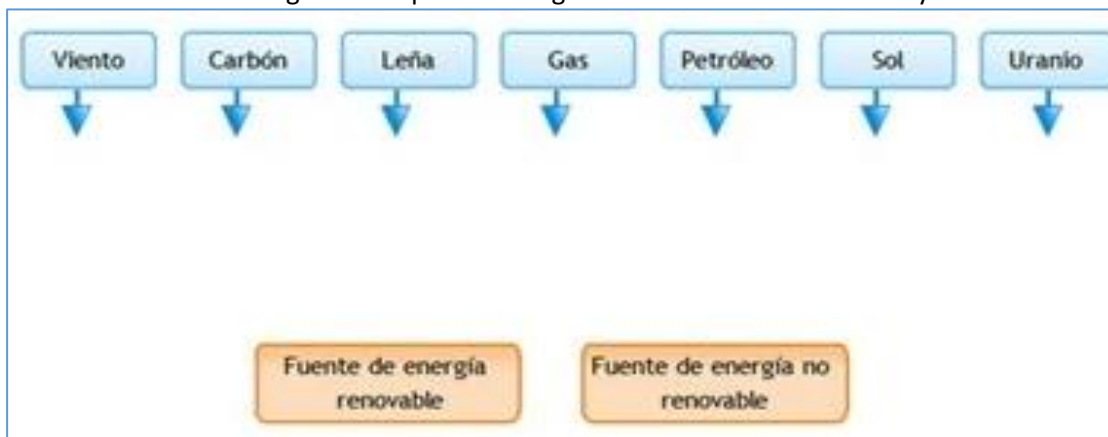 Viento Carbón Leña Gas Petróleo Sol Uranio
Fuente de energía
renovable
Fuente de energía no
renovable